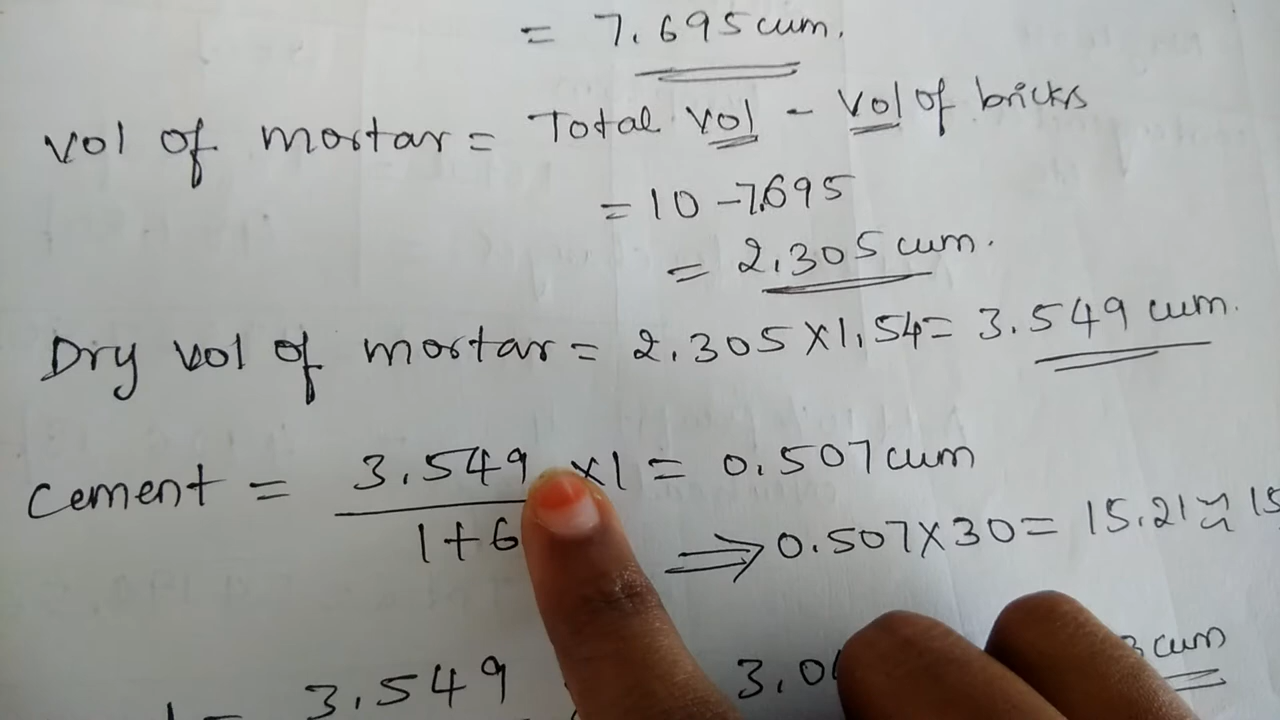 = 7.695 cum.
Vol of mortar = Total vol - Vol of bricks
= 10 - 7.695
= 2.305 cum.
Dry vol of mortar = 2.305 X 1.54 = 3.549 cum.
Cement = 3.549 / 1+6 X 1 = 0.507 cum
⇒ 0.507 X 30 = 15.21 ≈ 15
= 3.549 cum